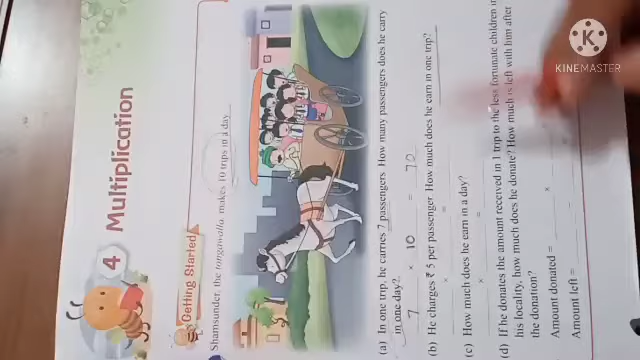 4 Multiplication
Getting Started
Shamsunder, the tongawalla, makes 10 trips in a day.
(a) In one trip, he carries 7 passengers. How many passengers does he carry
in one day?
7 × 10 = 70
(b) He charges ₹ 5 per passenger. How much does he earn in one trip?
× =
(c) How much does he earn in a day?
× =
(d) If he donates the amount received in 1 trip to the less fortunate children in
his locality, how much does he donate? How much is left with him after
the donation?
Amount donated = ×
Amount left =
KINEMASTER